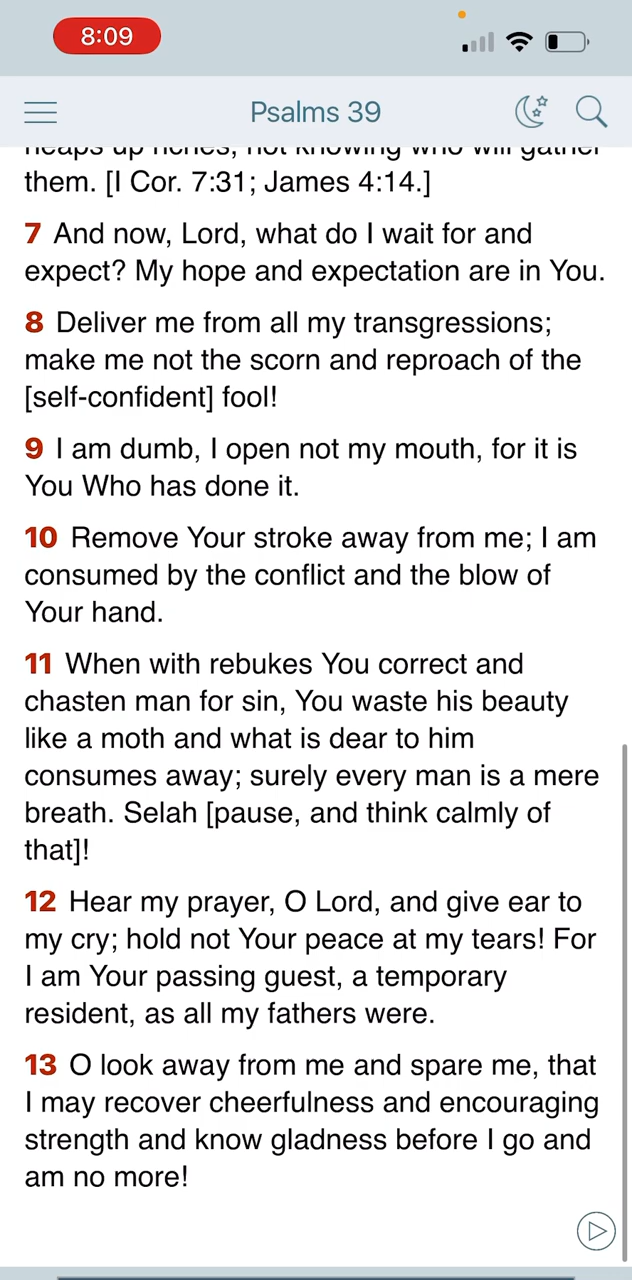 8:09
Psalms 39
heaps up riches, not knowing who will gather
them. [I Cor. 7:31; James 4:14.]
7 And now, Lord, what do I wait for and
expect? My hope and expectation are in You.
8 Deliver me from all my transgressions;
make me not the scorn and reproach of the
[self-confident] fool!
9 I am dumb, I open not my mouth, for it is
You Who has done it.
10 Remove Your stroke away from me; I am
consumed by the conflict and the blow of
Your hand.
11 When with rebukes You correct and
chasten man for sin, You waste his beauty
like a moth and what is dear to him
consumes away; surely every man is a mere
breath. Selah [pause, and think calmly of
that]!
12 Hear my prayer, O Lord, and give ear to
my cry; hold not Your peace at my tears! For
I am Your passing guest, a temporary
resident, as all my fathers were.
13 O look away from me and spare me, that
I may recover cheerfulness and encouraging
strength and know gladness before I go and
am no more!